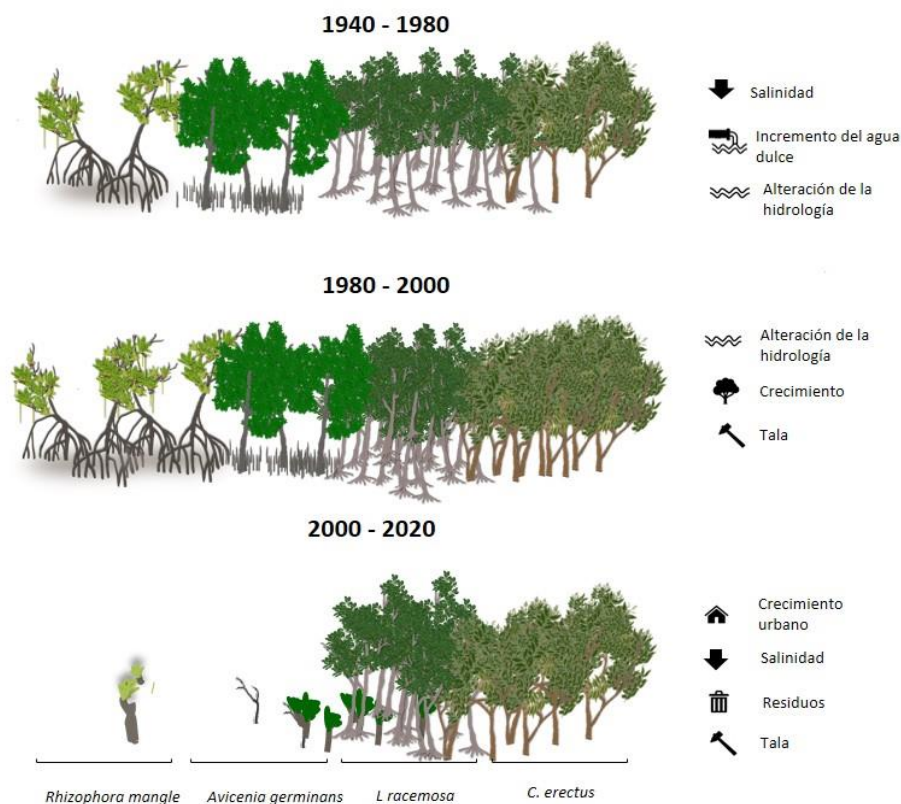 1940 - 1980
Salinidad
Incremento del agua
dulce
Alteración de la
hidrología
1980 - 2000
Alteración de la
hidrología
Crecimiento
Tala
2000 - 2020
Crecimiento
urbano
Salinidad
Residuos
Tala
Rhizophora mangle
Avicenia germinans
L racemosa
C. erectus